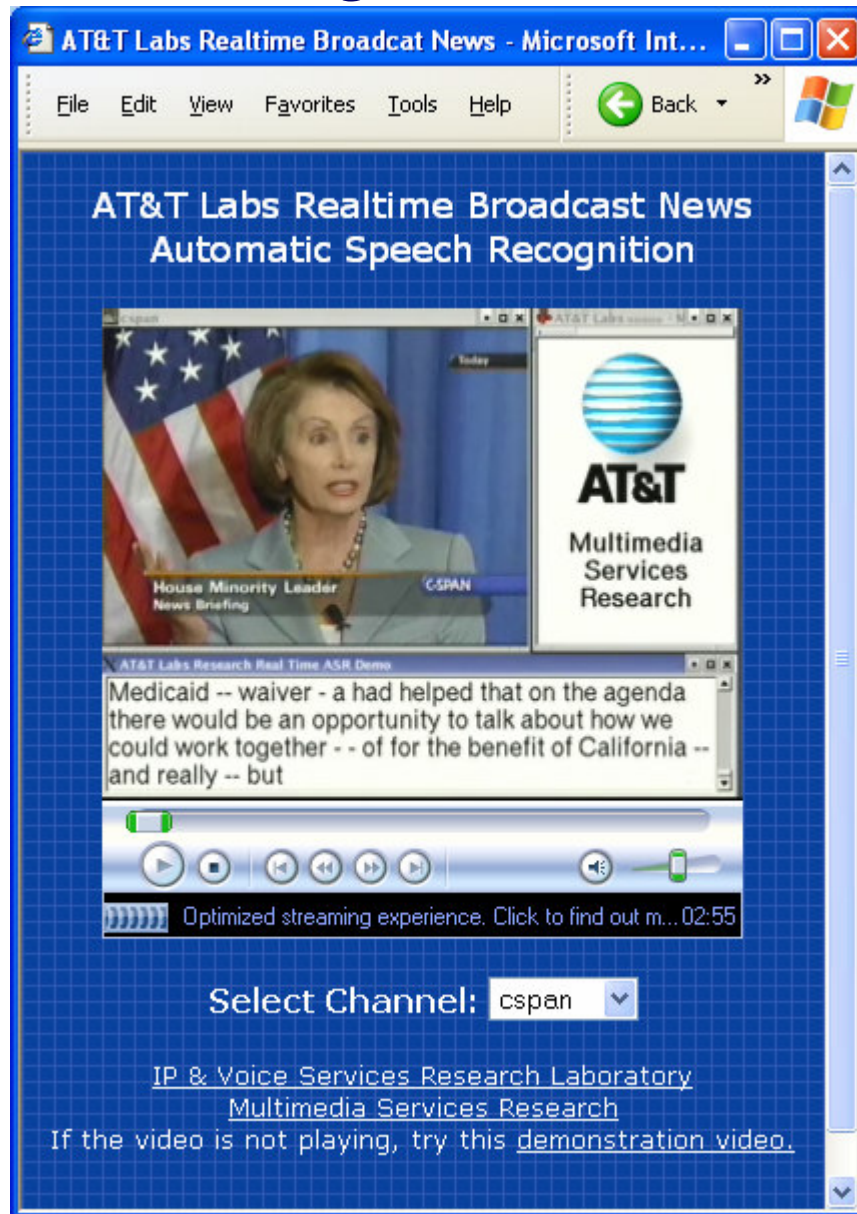 AT&T Labs Realtime Broadcat News - Microsoft Int...
File Edit View Favorites Tools Help Back
AT&T Labs Realtime Broadcast News
Automatic Speech Recognition
cspan
AT&T Labs
Today
AT&T
Multimedia
Services
Research
House Minority Leader
News Briefing
C-SPAN
AT&T Labs Research Real Time ASR Demo
Medicaid -- waiver - a had helped that on the agenda
there would be an opportunity to talk about how we
could work together - - of for the benefit of California --
and really -- but
Optimized streaming experience. Click to find out m... 02:55
Select Channel: cspan
IP & Voice Services Research Laboratory
Multimedia Services Research
If the video is not playing, try this demonstration video.